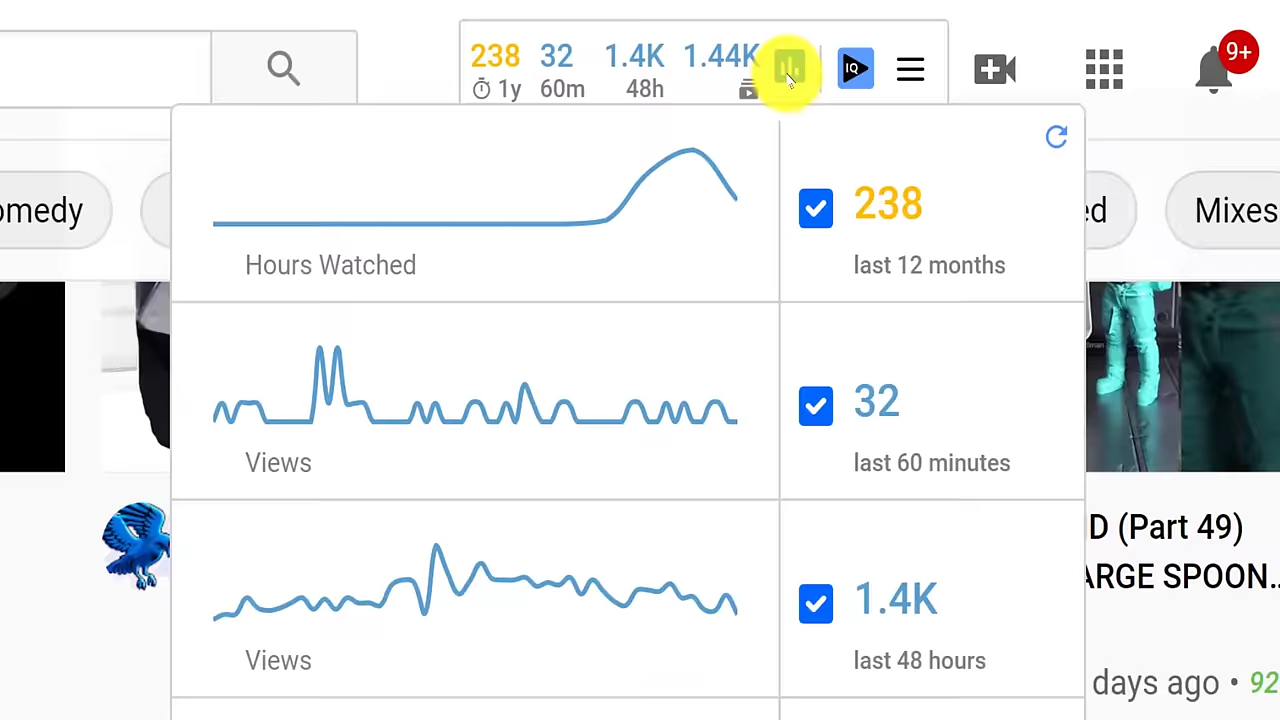 238 32 1.4K 1.44K
1y 60m 48h
IQ
9+
omedy
ed
Mixes
238
Hours Watched
last 12 months
32
Views
last 60 minutes
1.4K
Views
last 48 hours
D (Part 49)
ARGE SPOON...
days ago • 92